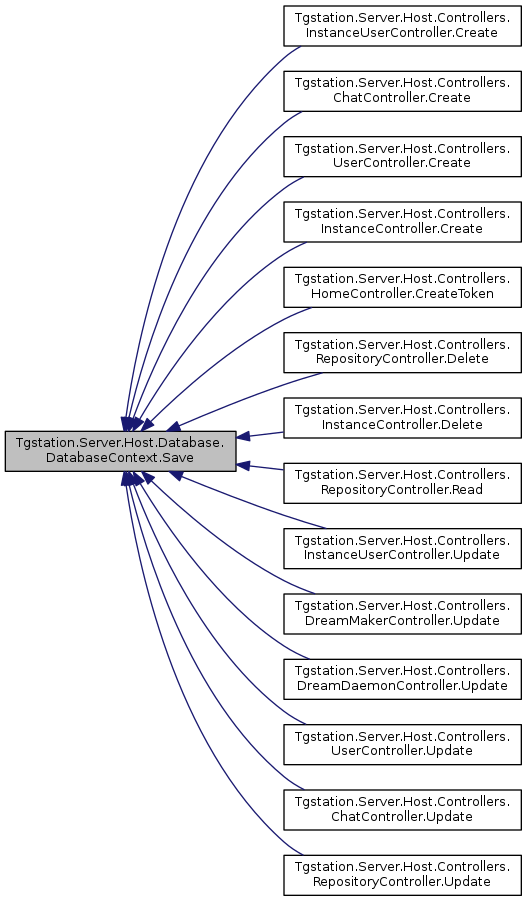 Tgstation.Server.Host.Controllers.
InstanceUserController.Create
Tgstation.Server.Host.Controllers.
ChatController.Create
Tgstation.Server.Host.Controllers.
UserController.Create
Tgstation.Server.Host.Controllers.
InstanceController.Create
Tgstation.Server.Host.Controllers.
HomeController.CreateToken
Tgstation.Server.Host.Controllers.
RepositoryController.Delete
Tgstation.Server.Host.Controllers.
InstanceController.Delete
Tgstation.Server.Host.Database.
DatabaseContext.Save
Tgstation.Server.Host.Controllers.
RepositoryController.Read
Tgstation.Server.Host.Controllers.
InstanceUserController.Update
Tgstation.Server.Host.Controllers.
DreamMakerController.Update
Tgstation.Server.Host.Controllers.
DreamDaemonController.Update
Tgstation.Server.Host.Controllers.
UserController.Update
Tgstation.Server.Host.Controllers.
ChatController.Update
Tgstation.Server.Host.Controllers.
RepositoryController.Update